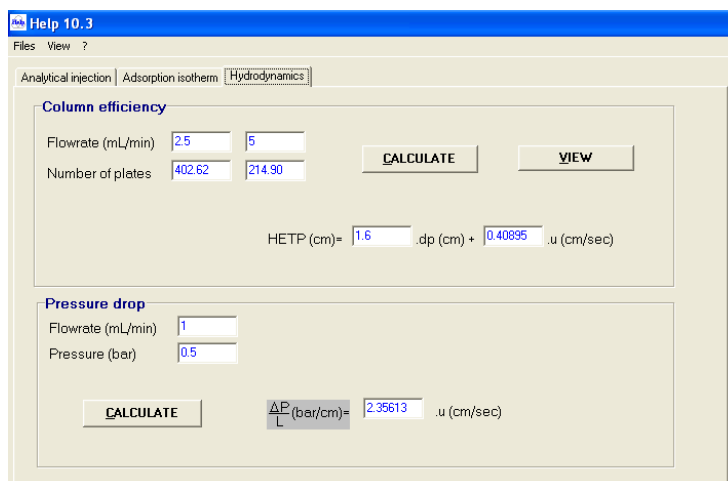 Help 10.3
Files View ?
Analytical injection Adsorption isotherm Hydrodynamics
Column efficiency
Flowrate (mL/min) 2.5 5
CALCULATE VIEW
Number of plates 402.62 214.90
HETP (cm)= 1.6 .dp (cm) + 0.40895 .u (cm/sec)
Pressure drop
Flowrate (mL/min) 1
Pressure (bar) 0.5
CALCULATE ΔP/L (bar/cm)= 2.35613 .u (cm/sec)